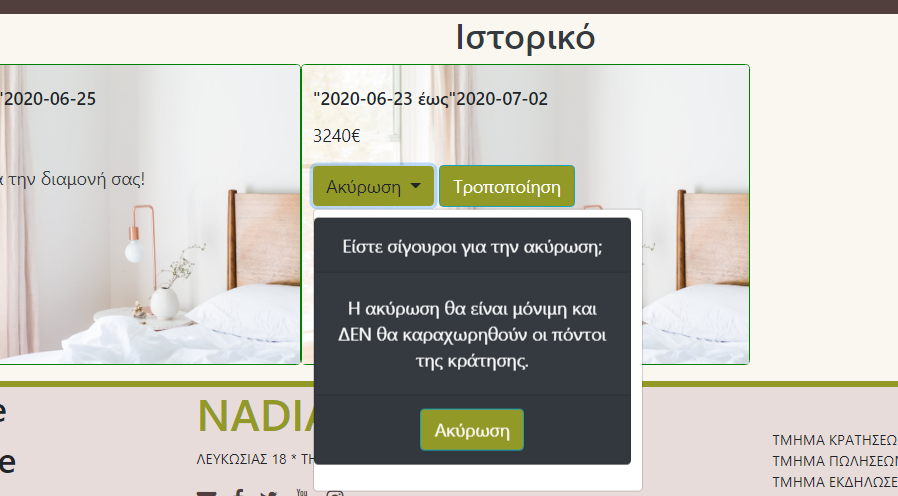 Ιστορικό
"2020-06-25
την διαμονή σας!
"2020-06-23 έως"2020-07-02
3240€
Ακύρωση
Τροποποίηση
Είστε σίγουροι για την ακύρωση;
Η ακύρωση θα είναι μόνιμη και
ΔΕΝ θα καραχωρηθούν οι πόντοι
της κράτησης.
Ακύρωση
NADIA
ΛΕΥΚΩΣΙΑΣ 18 * ΤΗ
ΤΜΗΜΑ ΚΡΑΤΗΣΕΩ
ΤΜΗΜΑ ΠΩΛΗΣΕΩΝ
ΤΜΗΜΑ ΕΚΔΗΛΩΣΕ